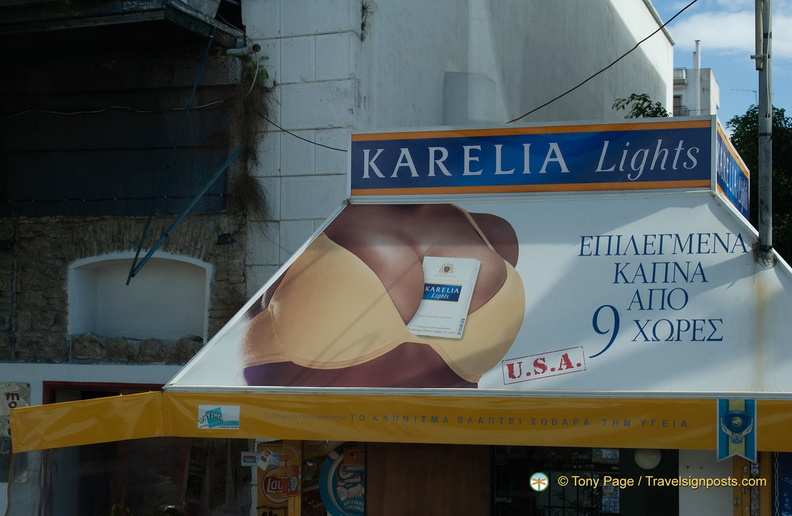 KARELIA Lights
ΕΠΙΛΕΓΜΕΝΑ
ΚΑΠΝΑ
ΑΠΟ
9 ΧΩΡΕΣ
KARELIA
Lights
U.S.A.
ΤΟ ΚΑΠΝΙΣΜΑ ΒΛΑΠΤΕΙ ΣΟΒΑΡΑ ΤΗΝ ΥΓΕΙΑ
© Tony Page / Travelsignposts.com